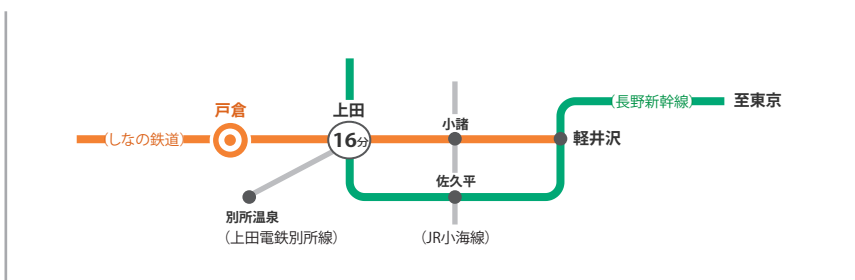 (長野新幹線)
至東京
戸倉
上田
小諸
(しなの鉄道)
16分
軽井沢
佐久平
別所温泉
(上田電鉄別所線)
(JR小海線)